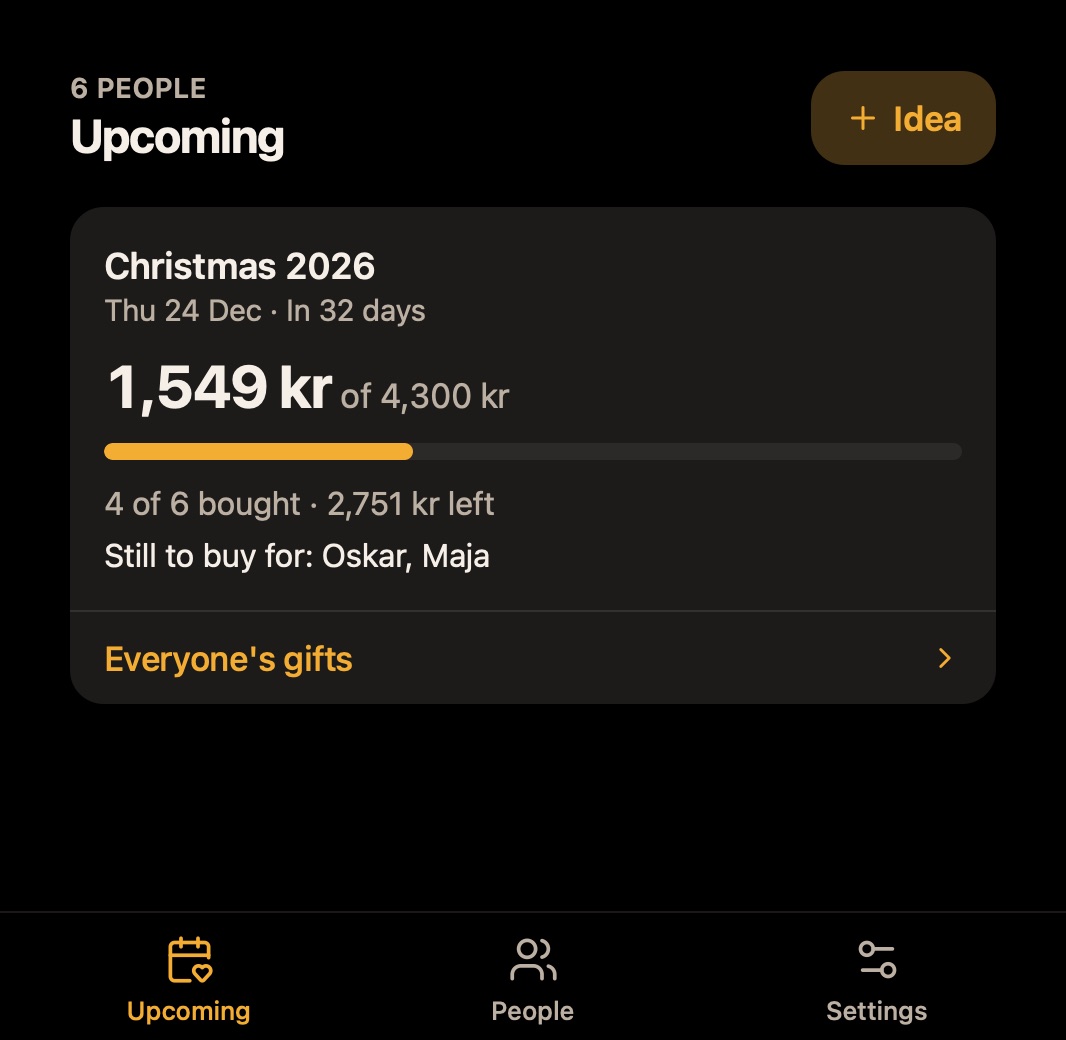 6 PEOPLE
Upcoming
+ Idea
Christmas 2026
Thu 24 Dec · In 32 days
1,549 kr of 4,300 kr
4 of 6 bought · 2,751 kr left
Still to buy for: Oskar, Maja
Everyone's gifts
Upcoming
People
Settings